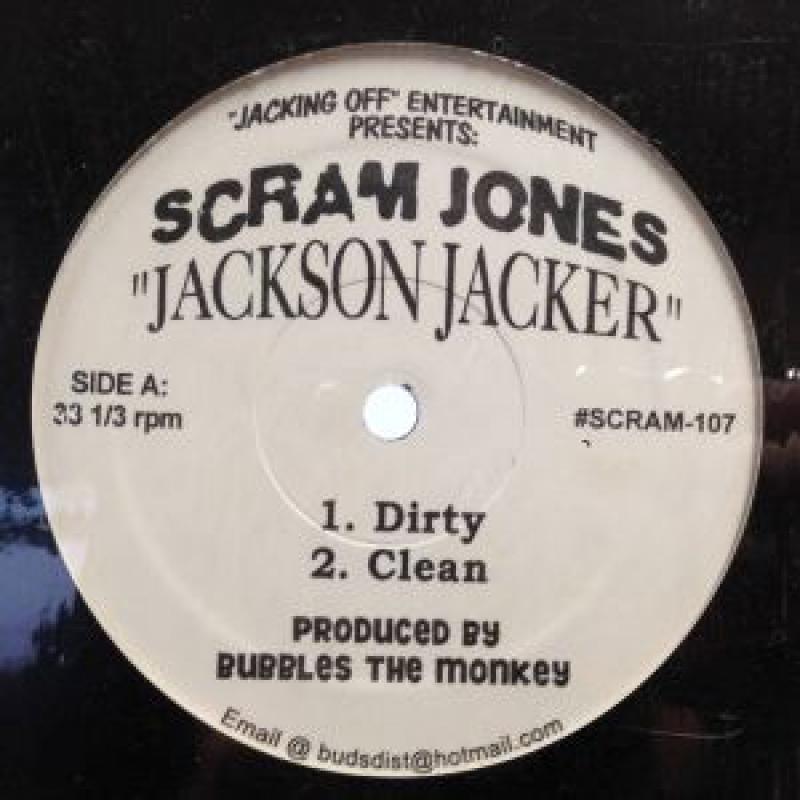 "JACKING OFF" ENTERTAINMENT
PRESENTS:
SCRAM JONES
"JACKSON JACKER"
SIDE A:
33 1/3 rpm
#SCRAM-107
1. Dirty
2. Clean
PRODUCED BY
BUBBLES THE MONKEY
Email @ budsdist@hotmail.com